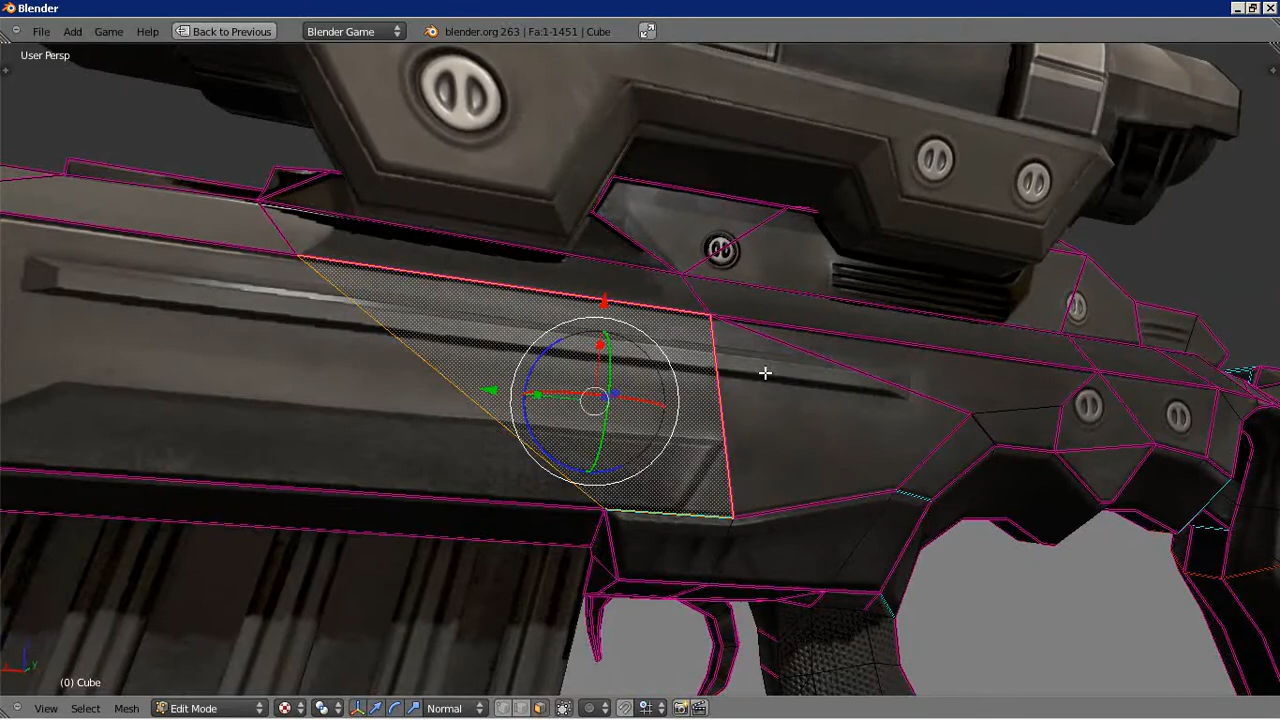 Blender
File Add Game Help Back to Previous Blender Game blender.org 263 | Fa:1-1451 | Cube
User Persp
(0) Cube
View Select Mesh Edit Mode Normal